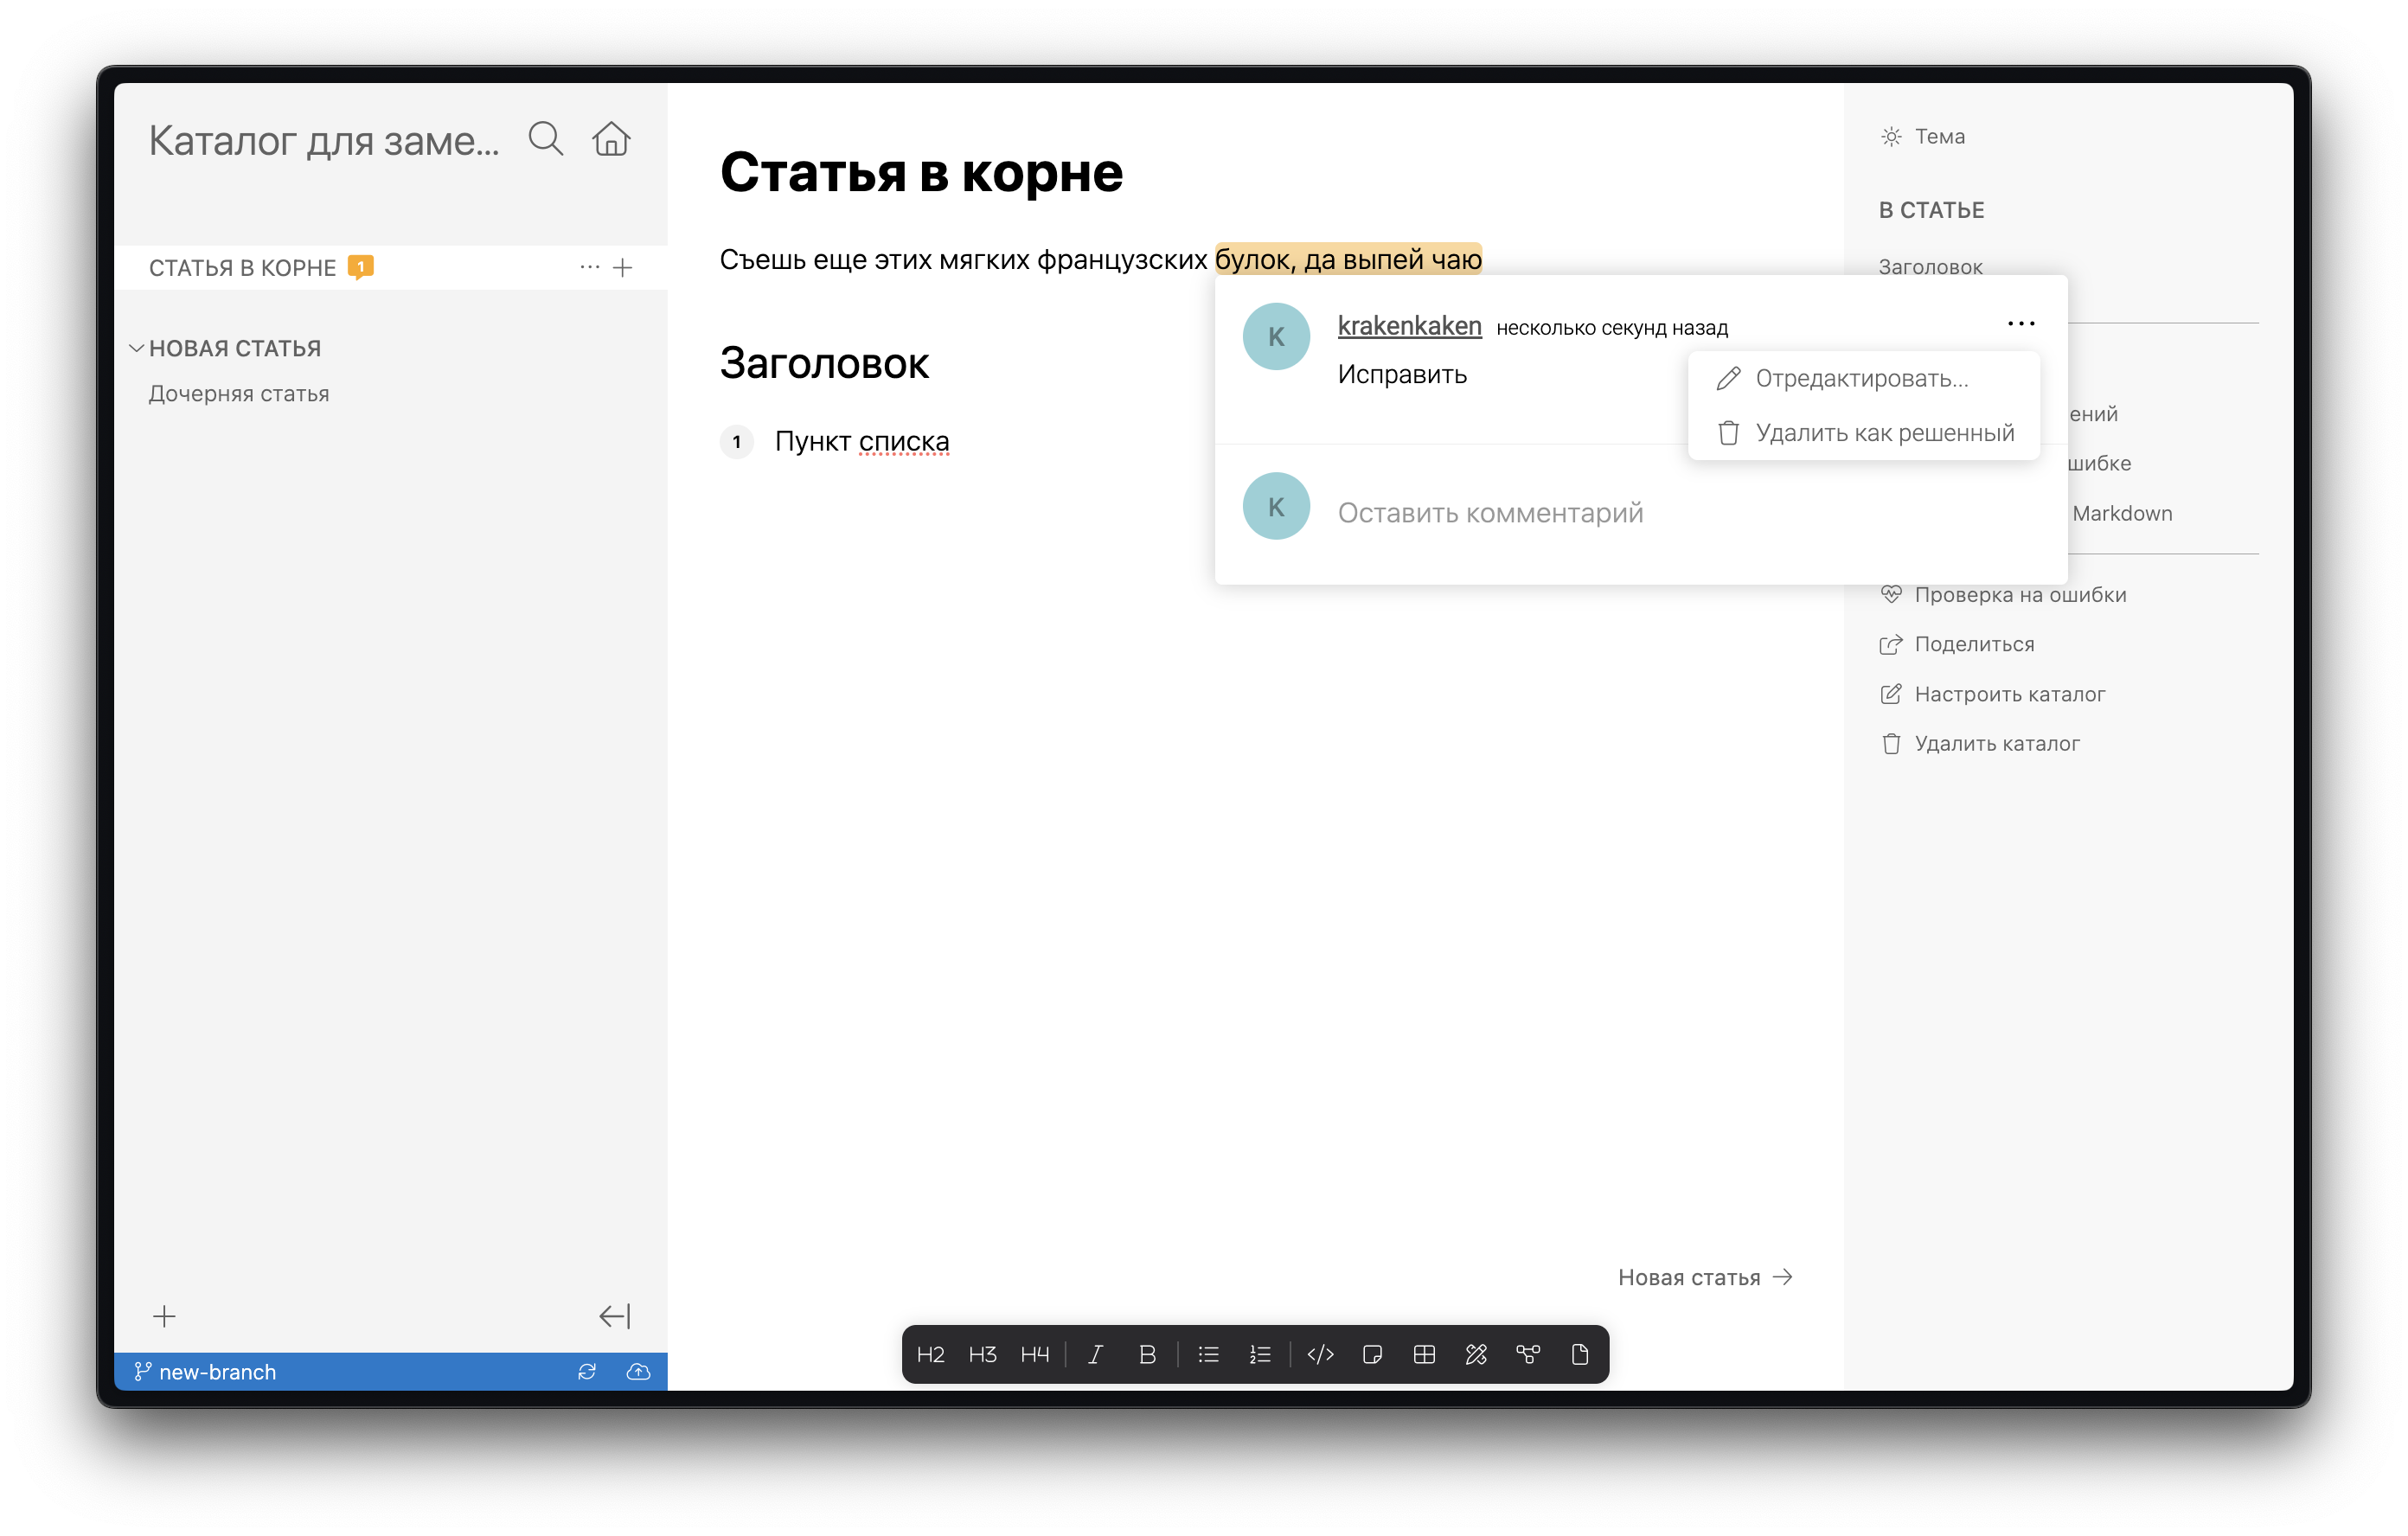 Каталог для заме...
СТАТЬЯ В КОРНЕ 1
НОВАЯ СТАТЬЯ
Дочерняя статья
new-branch
Статья в корне
Съешь еще этих мягких французских булок, да выпей чаю
Заголовок
1 Пункт списка
K krakenkaken несколько секунд назад
Исправить
Отредактировать...
Удалить как решенный
K Оставить комментарий
Новая статья
H2 H3 H4 I B
Тема
В СТАТЬЕ
Заголовок
ений
шибке
Markdown
Проверка на ошибки
Поделиться
Настроить каталог
Удалить каталог